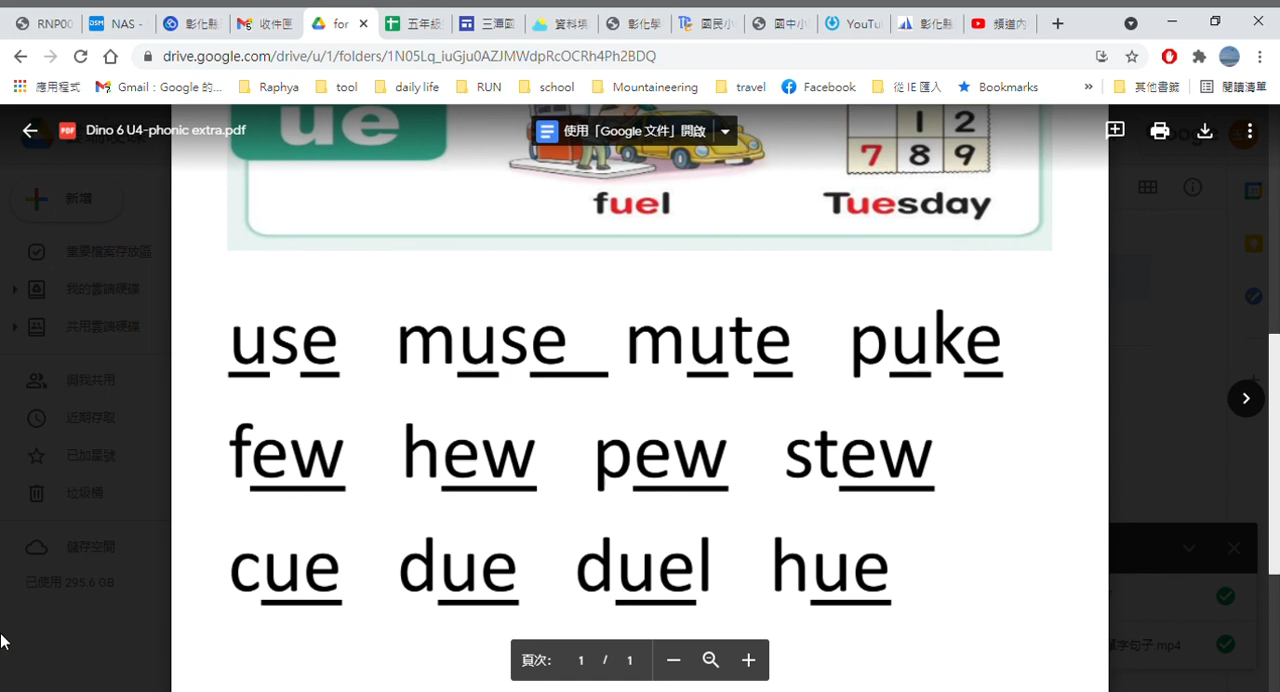 RNP00 NAS - 彰化縣 收件匣 for 五年級 三潭國 資料填 彰化學 國民小 國中小 YouTu 彰化縣 頻道內
drive.google.com/drive/u/1/folders/1N05Lq_iuGju0AZJMWdpRcOCRh4Ph2BDQ
應用程式 Gmail : Google 的... Raphya tool daily life RUN school Mountaineering travel Facebook 從 IE 匯入 Bookmarks » 其他書籤 閱讀清單
Dino 6 U4-phonic extra.pdf 使用「Google 文件」開啟
ue 1 2
7 8 9
fuel Tuesday
新增
重要檔案存放區
我的雲端硬碟
共用雲端硬碟
與我共用
近期存取
已加星號
垃圾桶
儲存空間
已使用 295.6 GB
use muse mute puke
few hew pew stew
cue due duel hue
單字句子.mp4
頁次: 1 / 1